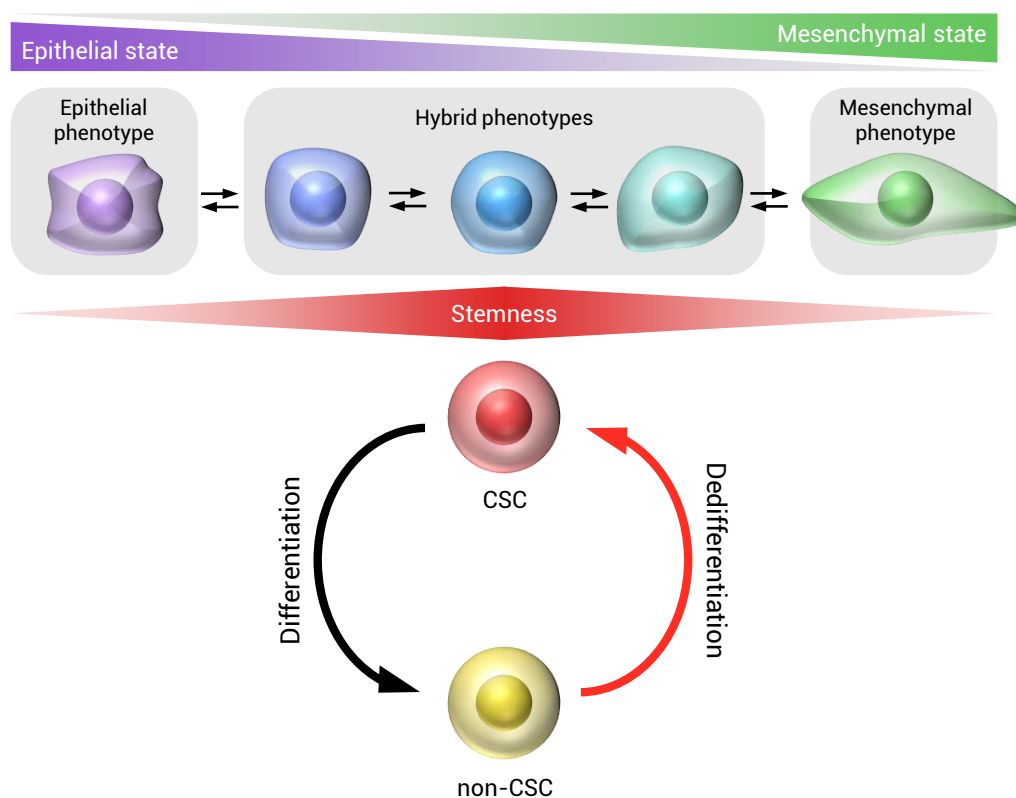 Epithelial state
Mesenchymal state
Epithelial
phenotype
Hybrid phenotypes
Mesenchymal
phenotype
Stemness
CSC
Differentiation
Dedifferentiation
non-CSC